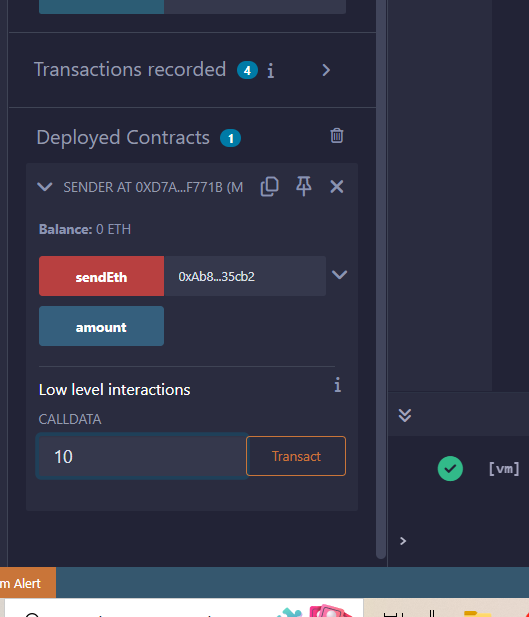 Transactions recorded 4 i
Deployed Contracts 1
SENDER AT 0XD7A...F771B (M
Balance: 0 ETH
sendEth 0xAb8...35cb2
amount
Low level interactions i
CALLDATA
10 Transact
[vm]
>
m Alert